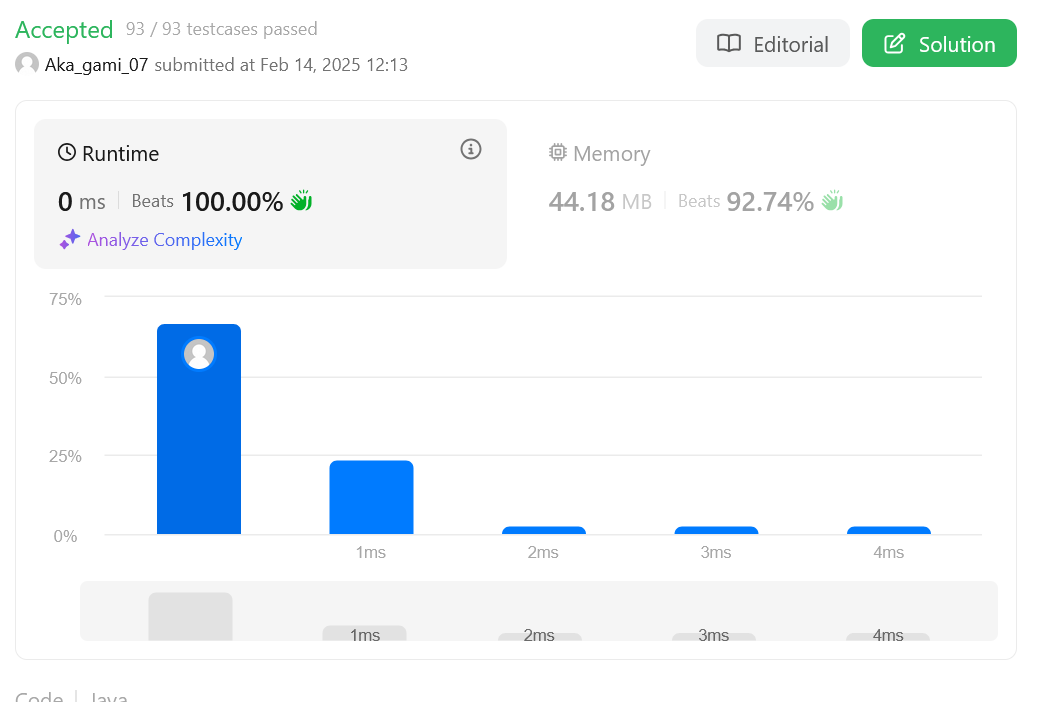 Accepted 93 / 93 testcases passed
Aka_gami_07 submitted at Feb 14, 2025 12:13
Editorial
Solution
Runtime
0 ms Beats 100.00%
Analyze Complexity
Memory
44.18 MB Beats 92.74%
75%
50%
25%
0%
1ms 2ms 3ms 4ms
1ms 2ms 3ms 4ms
Code Java